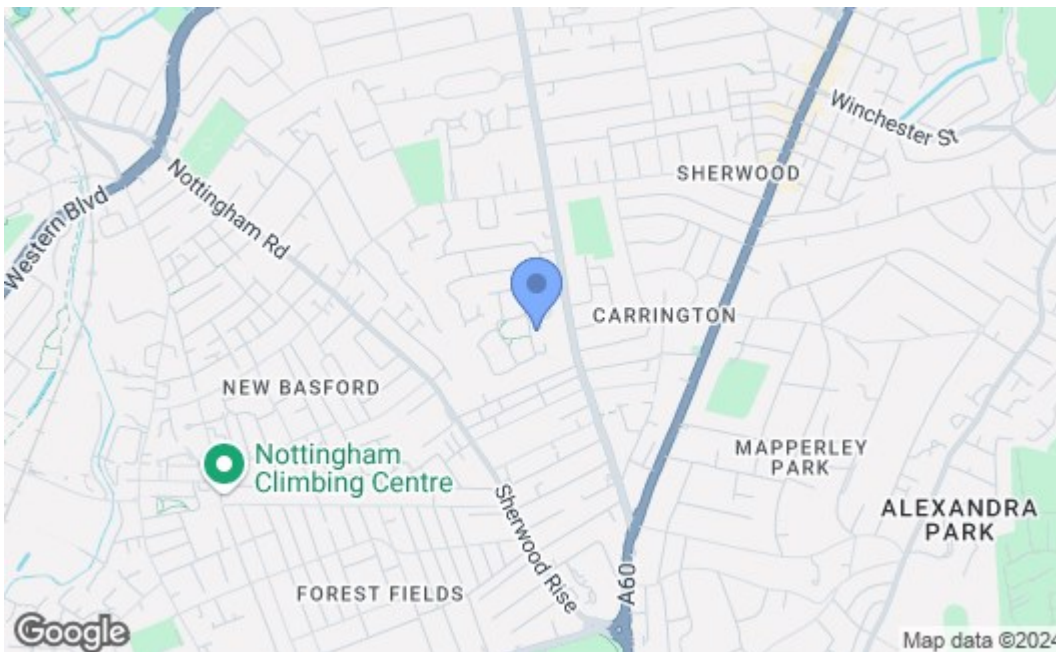 Winchester St
SHERWOOD
Nottingham Rd
Western Blvd
CARRINGTON
NEW BASFORD
Nottingham
Climbing Centre
MAPPERLEY
PARK
ALEXANDRA
PARK
Sherwood Rise
A60
FOREST FIELDS
Google
Map data ©2024